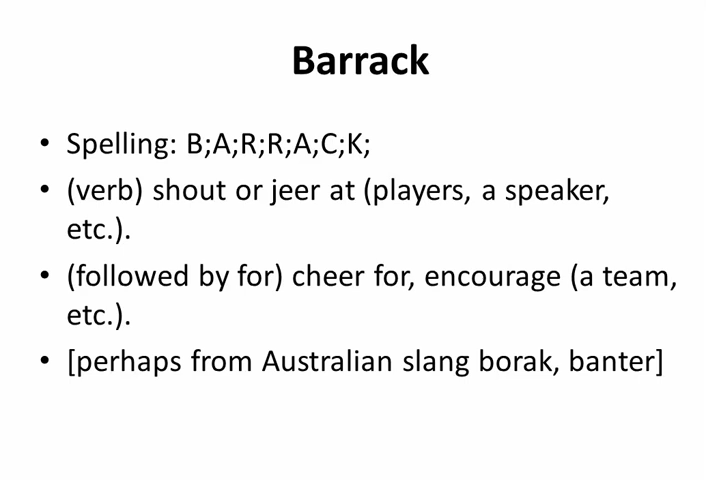 Barrack
• Spelling: B;A;R;R;A;C;K;
• (verb) shout or jeer at (players, a speaker,
etc.).
• (followed by for) cheer for, encourage (a team,
etc.).
• [perhaps from Australian slang borak, banter]